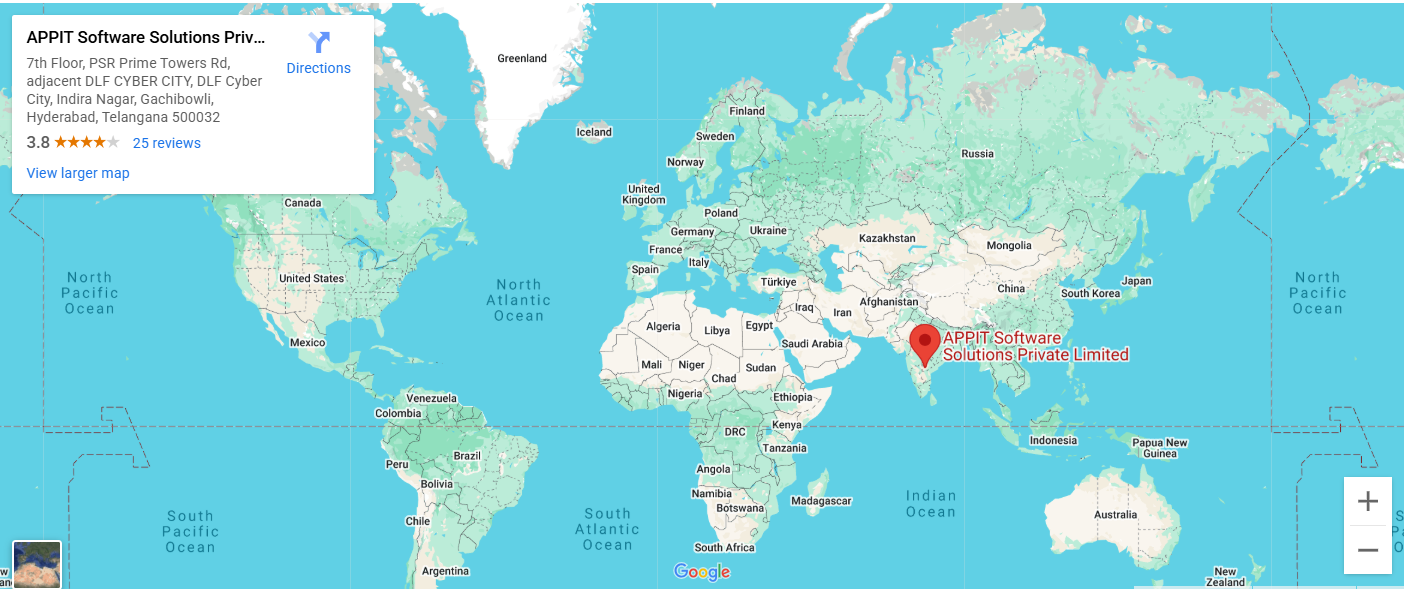 APPIT Software Solutions Priv...
7th Floor, PSR Prime Towers Rd,
adjacent DLF CYBER CITY, DLF Cyber
City, Indira Nagar, Gachibowli,
Hyderabad, Telangana 500032
3.8
25 reviews
View larger map
Directions
Greenland
Iceland
Finland
Sweden
Norway
Russia
United
Kingdom
Canada
Poland
Germany
Ukraine
France
Kazakhstan
Mongolia
Italy
Spain
Türkiye
United States
North
Pacific
Ocean
North
Atlantic
Ocean
China
Japan
South Korea
North
Pacific
Ocean
Afghanistan
Iraq
Iran
Algeria
Libya
Egypt
Saudi Arabia
Mexico
APPIT Software
Solutions Private Limited
Mali
Niger
Chad
Sudan
Nigeria
Ethiopia
Venezuela
Colombia
DRC
Kenya
Tanzania
Indonesia
Papua New
Guinea
Peru
Brazil
Bolivia
Angola
Namibia
Botswana
Madagascar
Indian
Ocean
Australia
South
Pacific
Ocean
South
Atlantic
Ocean
Chile
South Africa
Argentina
Google
New
Zealand